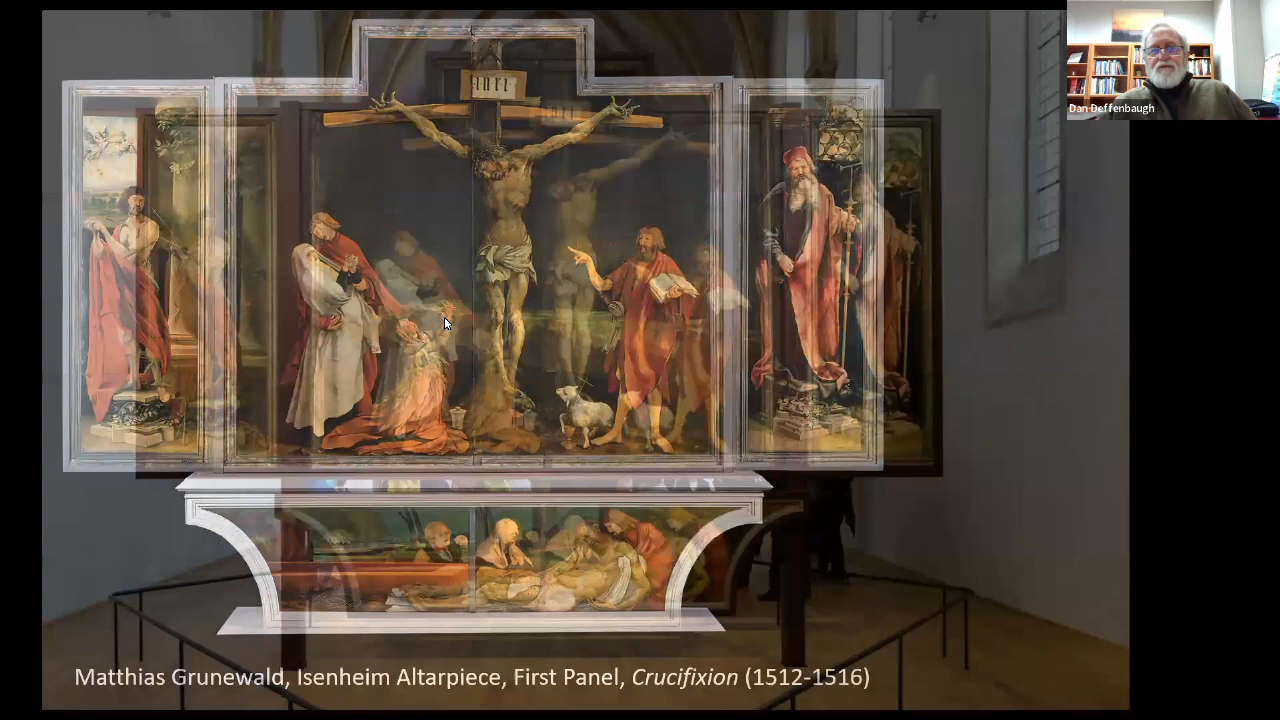 Dan Deffenbaugh
INRI
Matthias Grunewald, Isenheim Altarpiece, First Panel, Crucifixion (1512-1516)